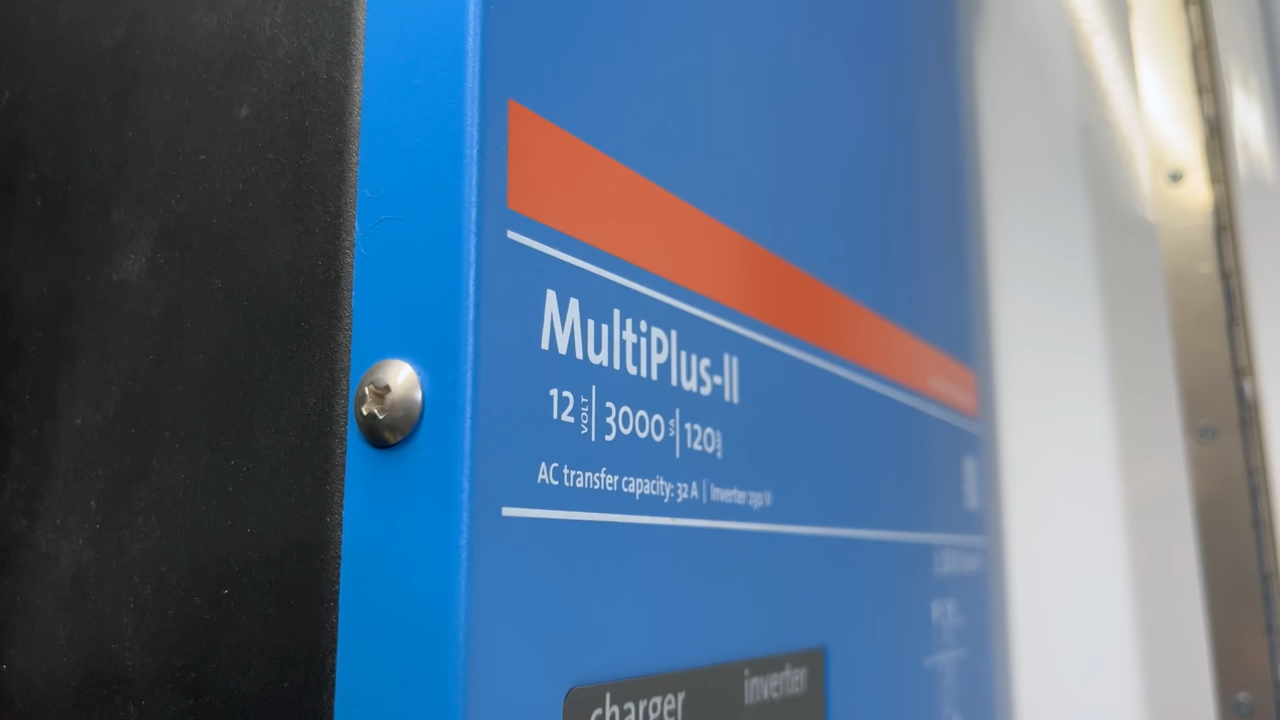 MultiPlus-II
12 VOLT | 3000 VA | 120
AC transfer capacity: 32 A | Inverter 230 V
charger inverter